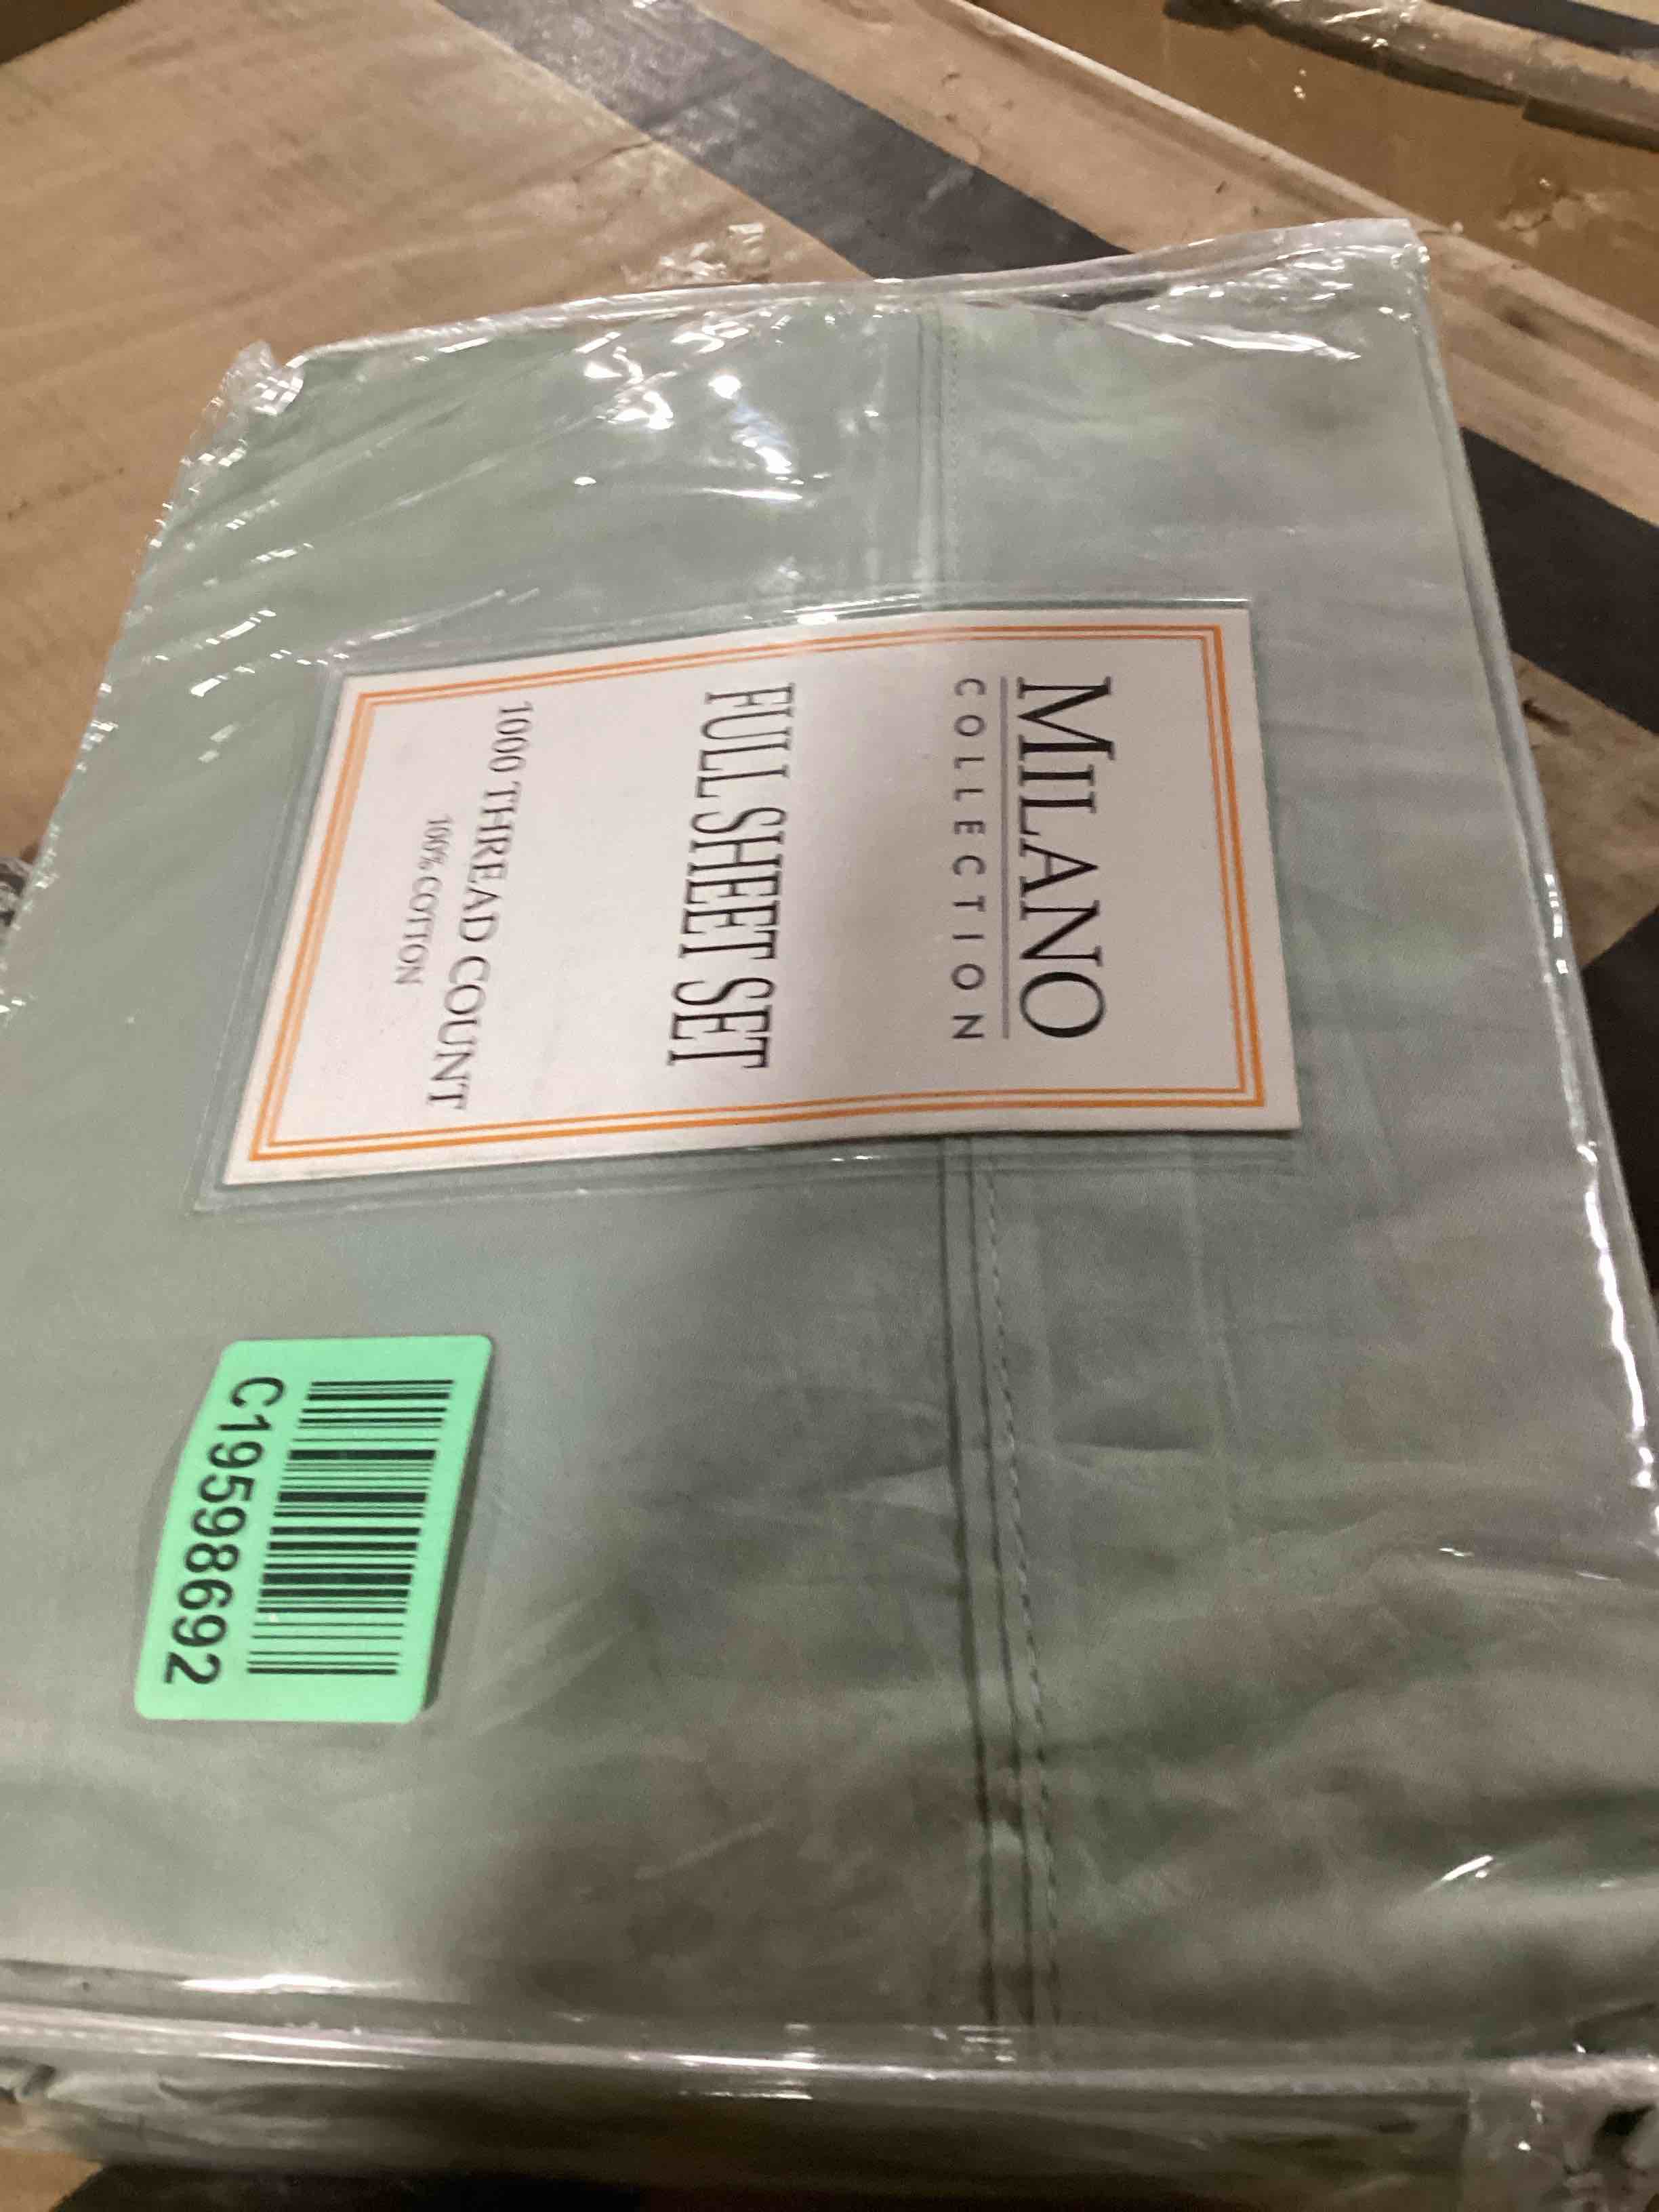 MILANO
COLLECTION
FULL SHEET SET
1000 THREAD COUNT
100% COTTON
C19598692